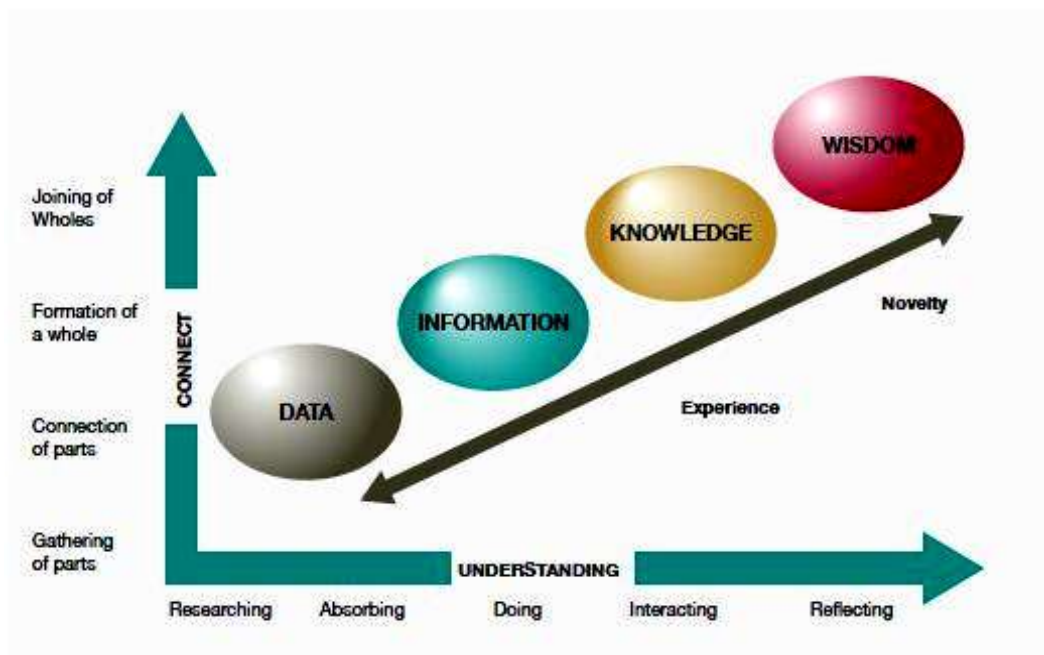 WISDOM
Joining of
Wholes
KNOWLEDGE
Novelty
Formation of
a whole
INFORMATION
CONNECT
DATA
Experience
Connection
of parts
Gathering
of parts
UNDERSTANDING
Researching Absorbing Doing Interacting Reflecting